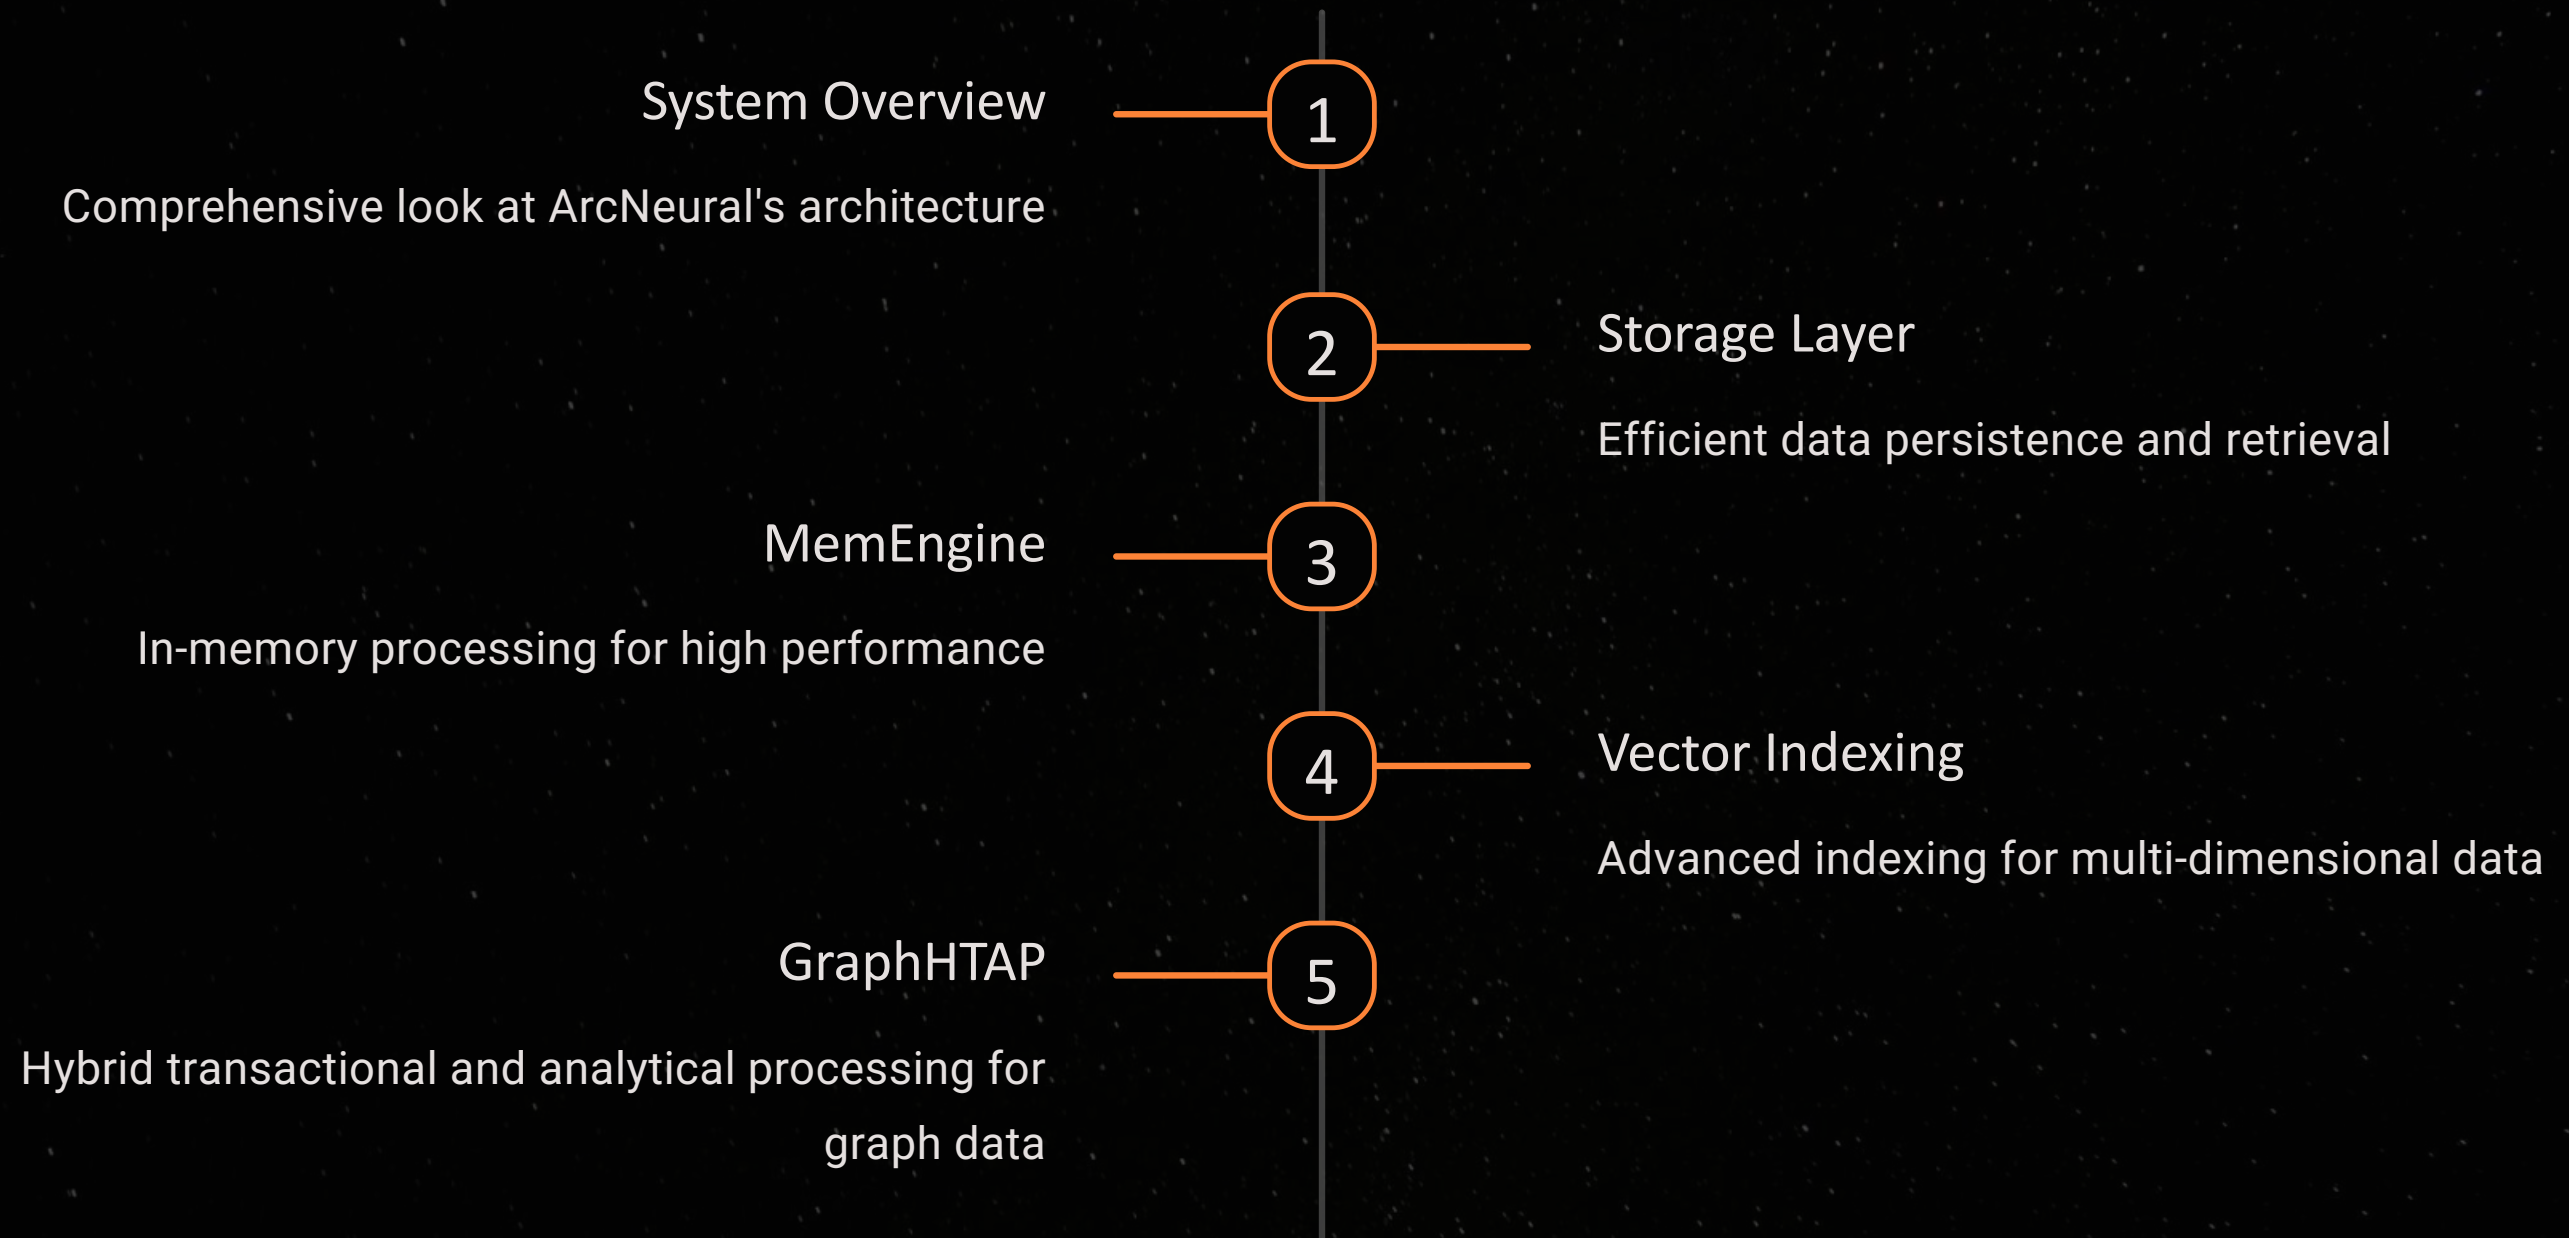 1
System Overview
Comprehensive look at ArcNeural's architecture
2
Storage Layer
Efficient data persistence and retrieval
3
MemEngine
In-memory processing for high performance
4
Vector Indexing
Advanced indexing for multi-dimensional data
5
GraphHTAP
Hybrid transactional and analytical processing for
graph data